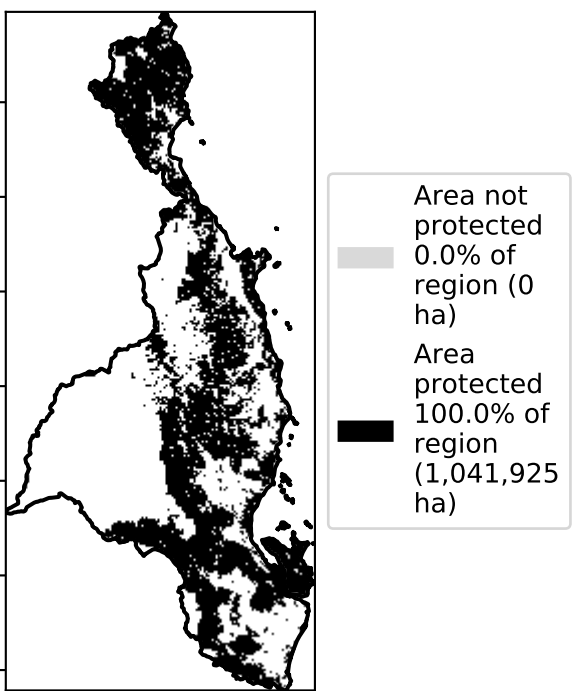 Area not
protected
0.0% of
region (0
ha)
Area
protected
100.0% of
region
(1,041,925
ha)